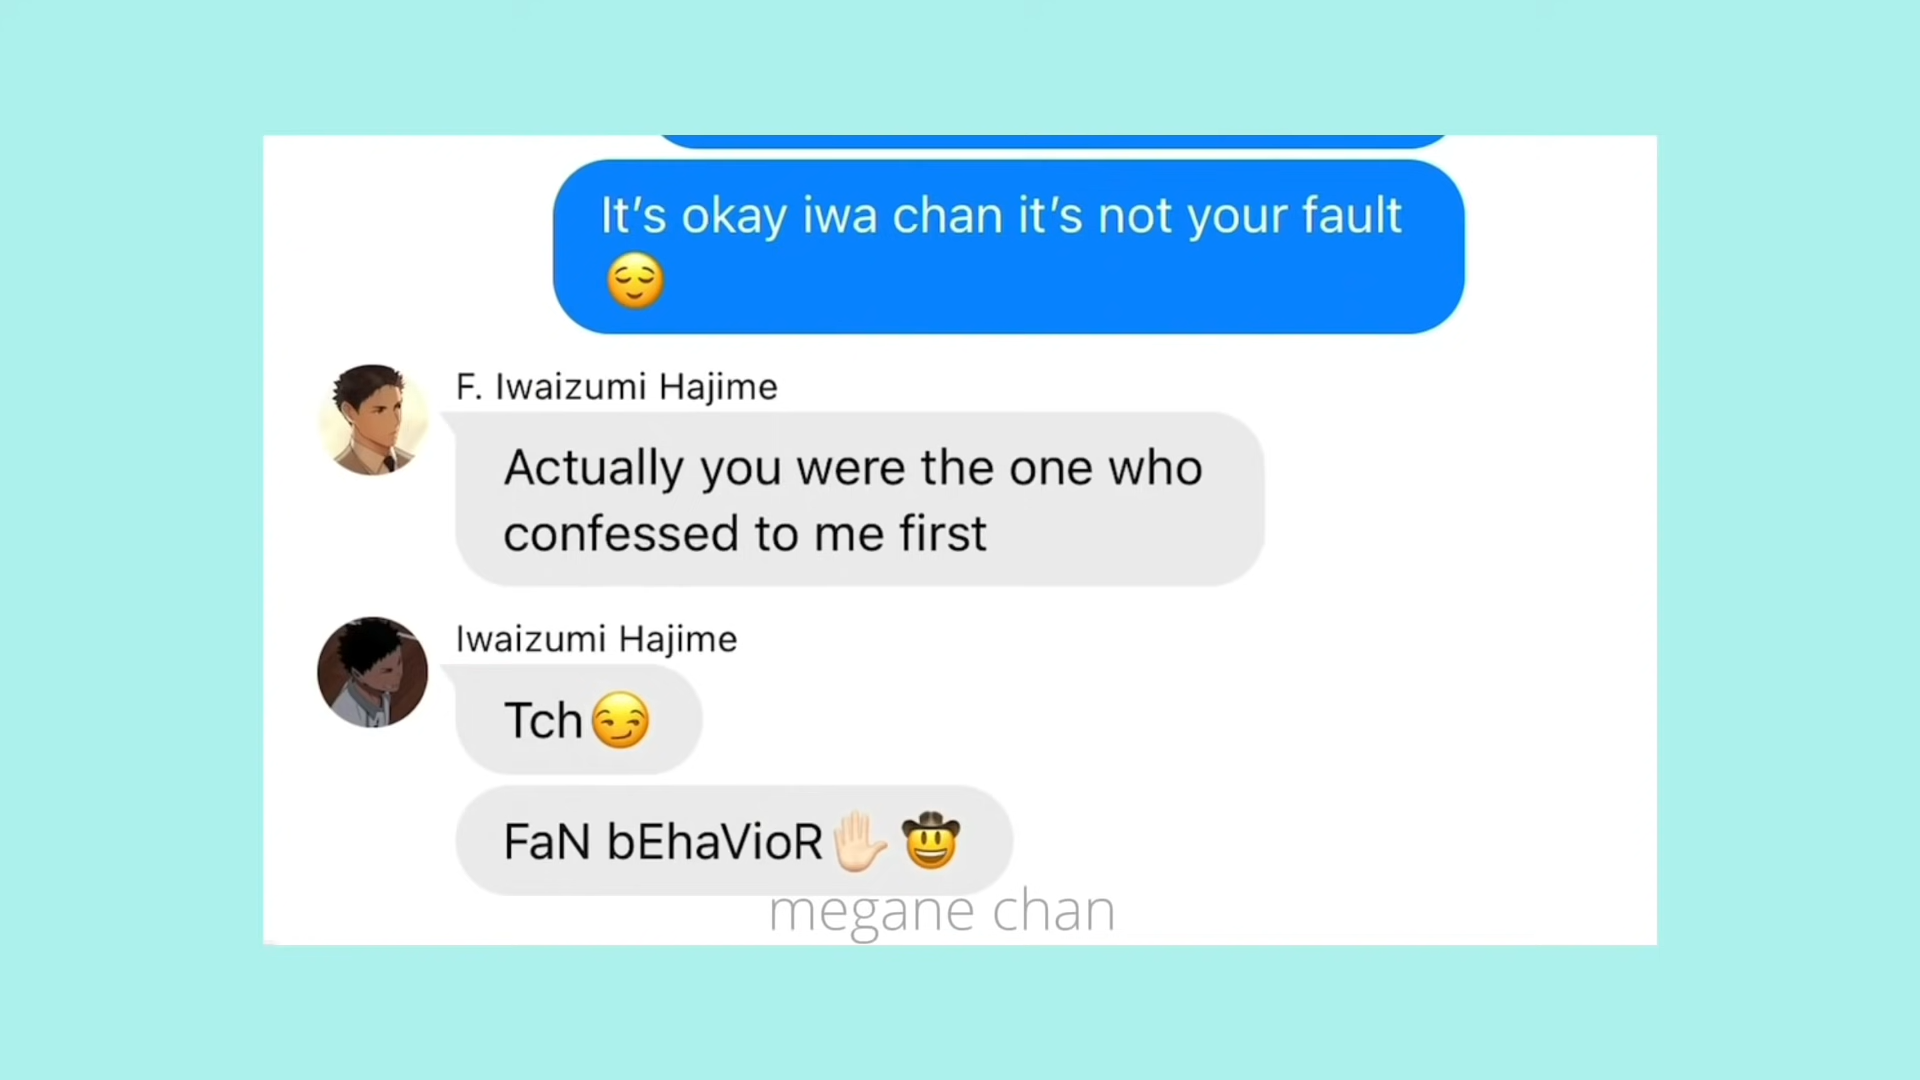 It’s okay iwa chan it’s not your fault
😌
F. Iwaizumi Hajime
Actually you were the one who
confessed to me first
Iwaizumi Hajime
Tch😏
FaN bEhaVioR✋🏻🤠
megane chan